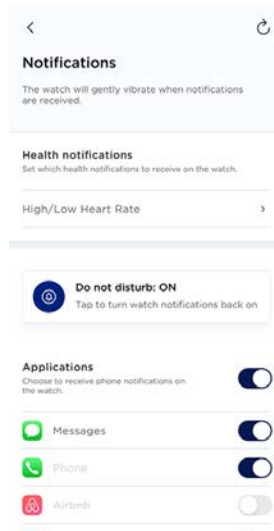 Notifications
The watch will gently vibrate when notifications
are received.
Health notifications
Set which health notifications to receive on the watch.
High/Low Heart Rate
Do not disturb: ON
Tap to turn watch notifications back on
Applications
Choose to receive phone notifications on
the watch.
Messages
Phone
Airbnb